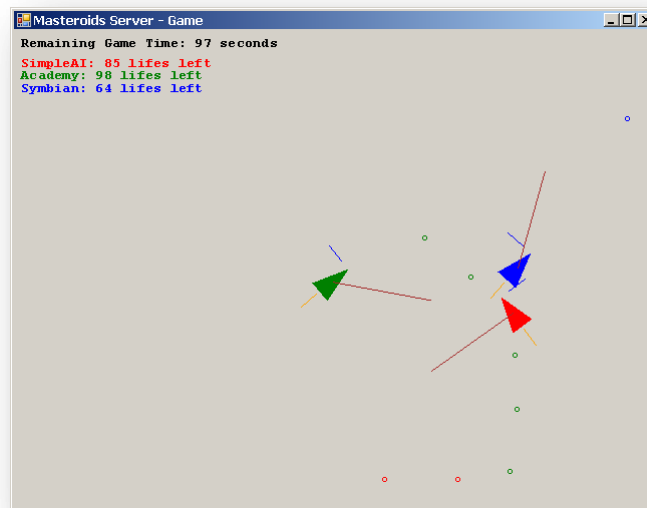 Masteroids Server - Game
Remaining Game Time: 97 seconds
SimpleAI: 85 lifes left
Academy: 98 lifes left
Symbian: 64 lifes left